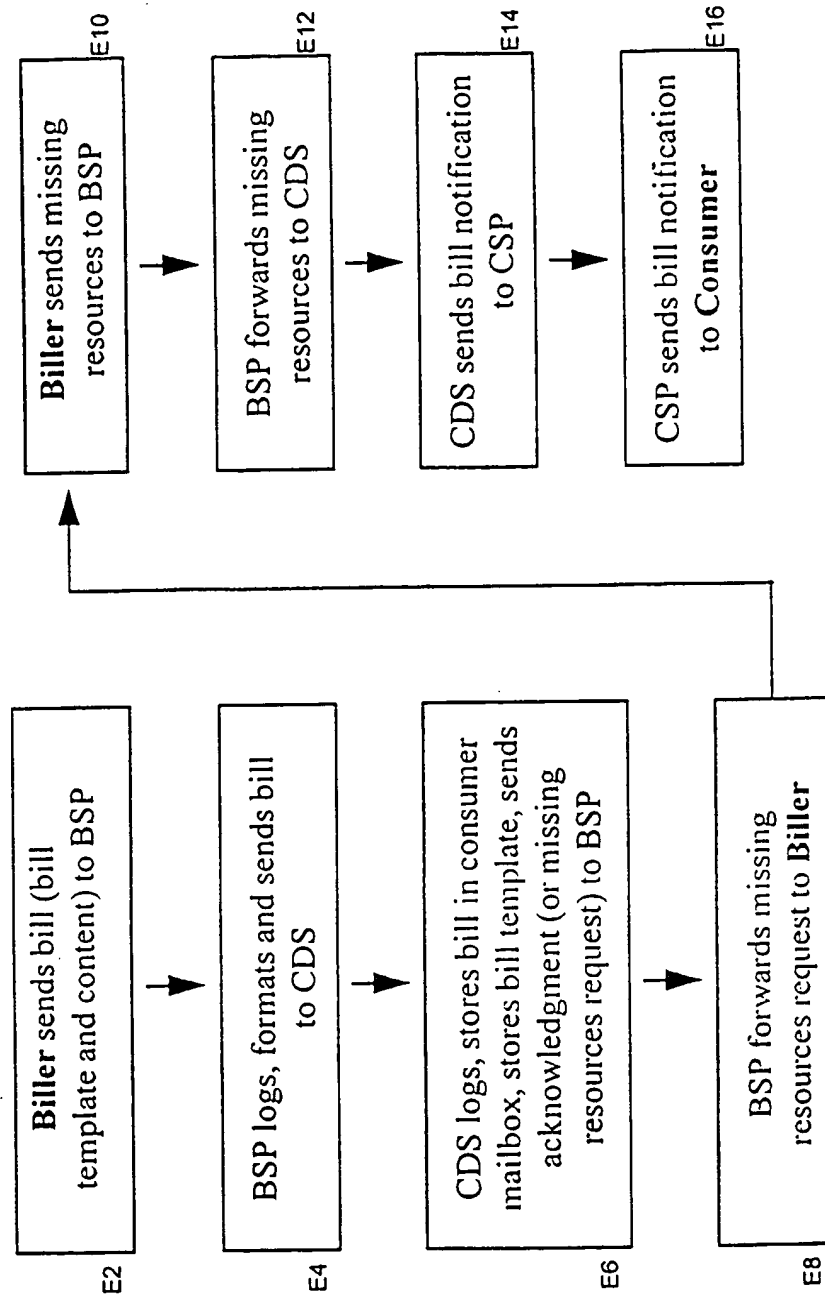 Biller sends bill (bill
template and content) to BSP
E2
BSP logs, formats and sends bill
to CDS
E4
CDS logs, stores bill in consumer
mailbox, stores bill template, sends
acknowledgment (or missing
resources request) to BSP
E6
BSP forwards missing
resources request to Biller
E8
Biller sends missing
resources to BSP
E10
BSP forwards missing
resources to CDS
E12
CDS sends bill notification
to CSP
E14
CSP sends bill notification
to Consumer
E16